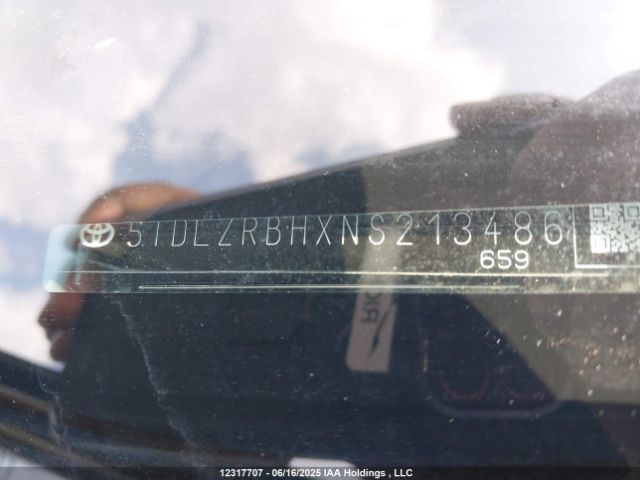 5TDLZRBHXNS213486
659
12317707 - 06/16/2025 IAA Holdings , LLC